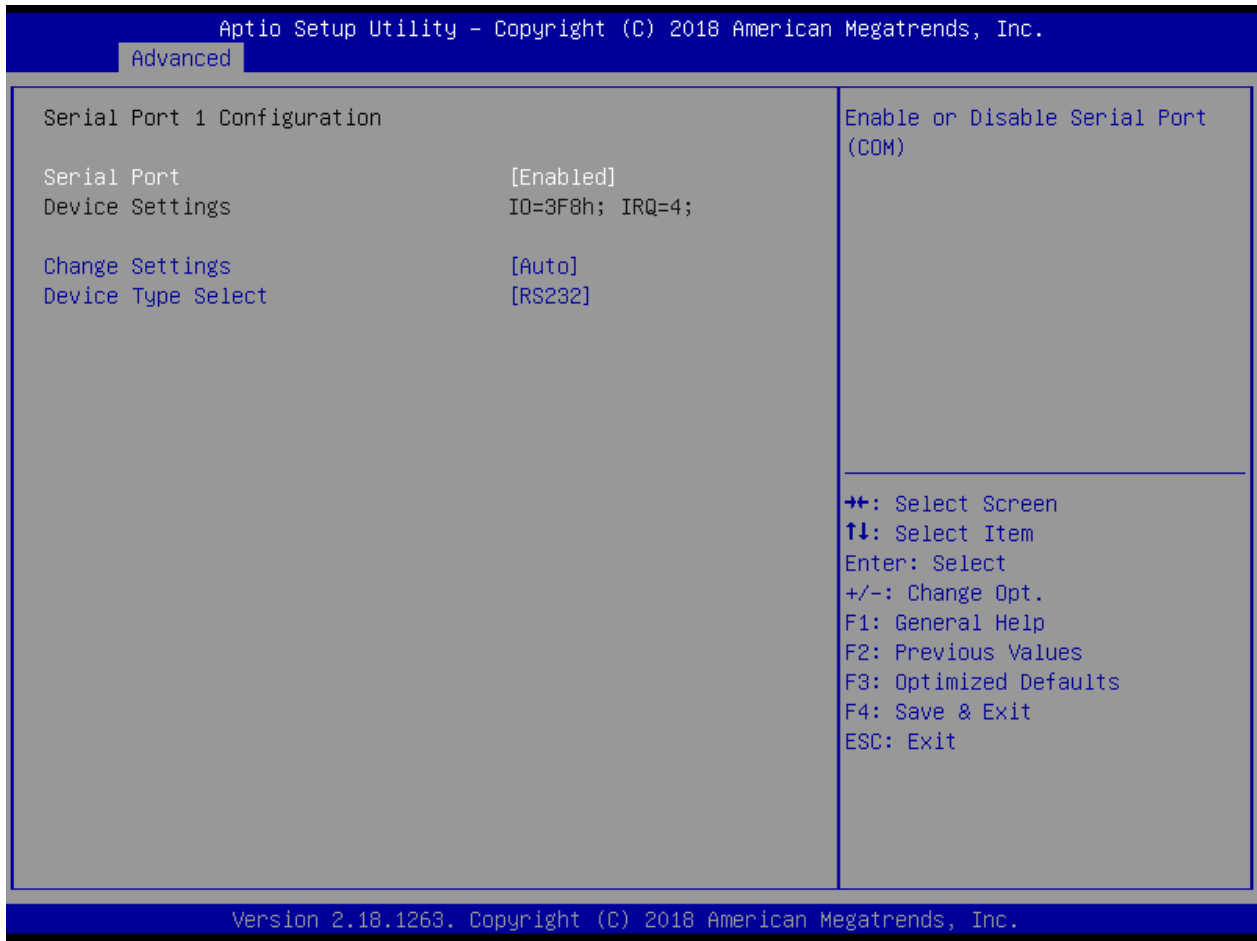 Aptio Setup Utility – Copyright (C) 2018 American Megatrends, Inc.
Advanced
Serial Port 1 Configuration
Serial Port [Enabled]
Device Settings IO=3F8h; IRQ=4;
Change Settings [Auto]
Device Type Select [RS232]
Enable or Disable Serial Port
(COM)
→←: Select Screen
↑↓: Select Item
Enter: Select
+/-: Change Opt.
F1: General Help
F2: Previous Values
F3: Optimized Defaults
F4: Save & Exit
ESC: Exit
Version 2.18.1263. Copyright (C) 2018 American Megatrends, Inc.